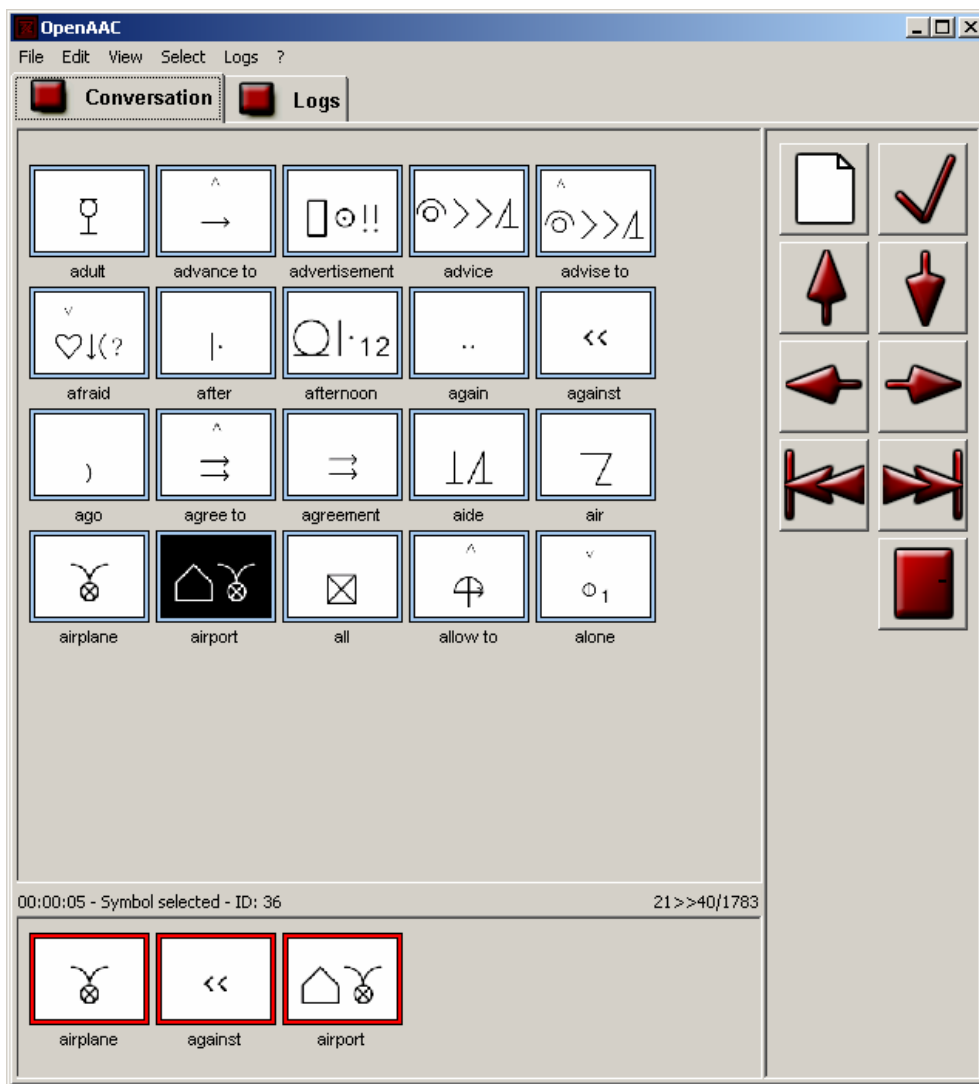 OpenAAC
File Edit View Select Logs ?
Conversation Logs
adult advance to advertisement advice advise to
12
afraid after afternoon again against
ago agree to agreement aide air
1
airplane airport all allow to alone
00:00:05 - Symbol selected - ID: 36 21>>40/1783
airplane against airport